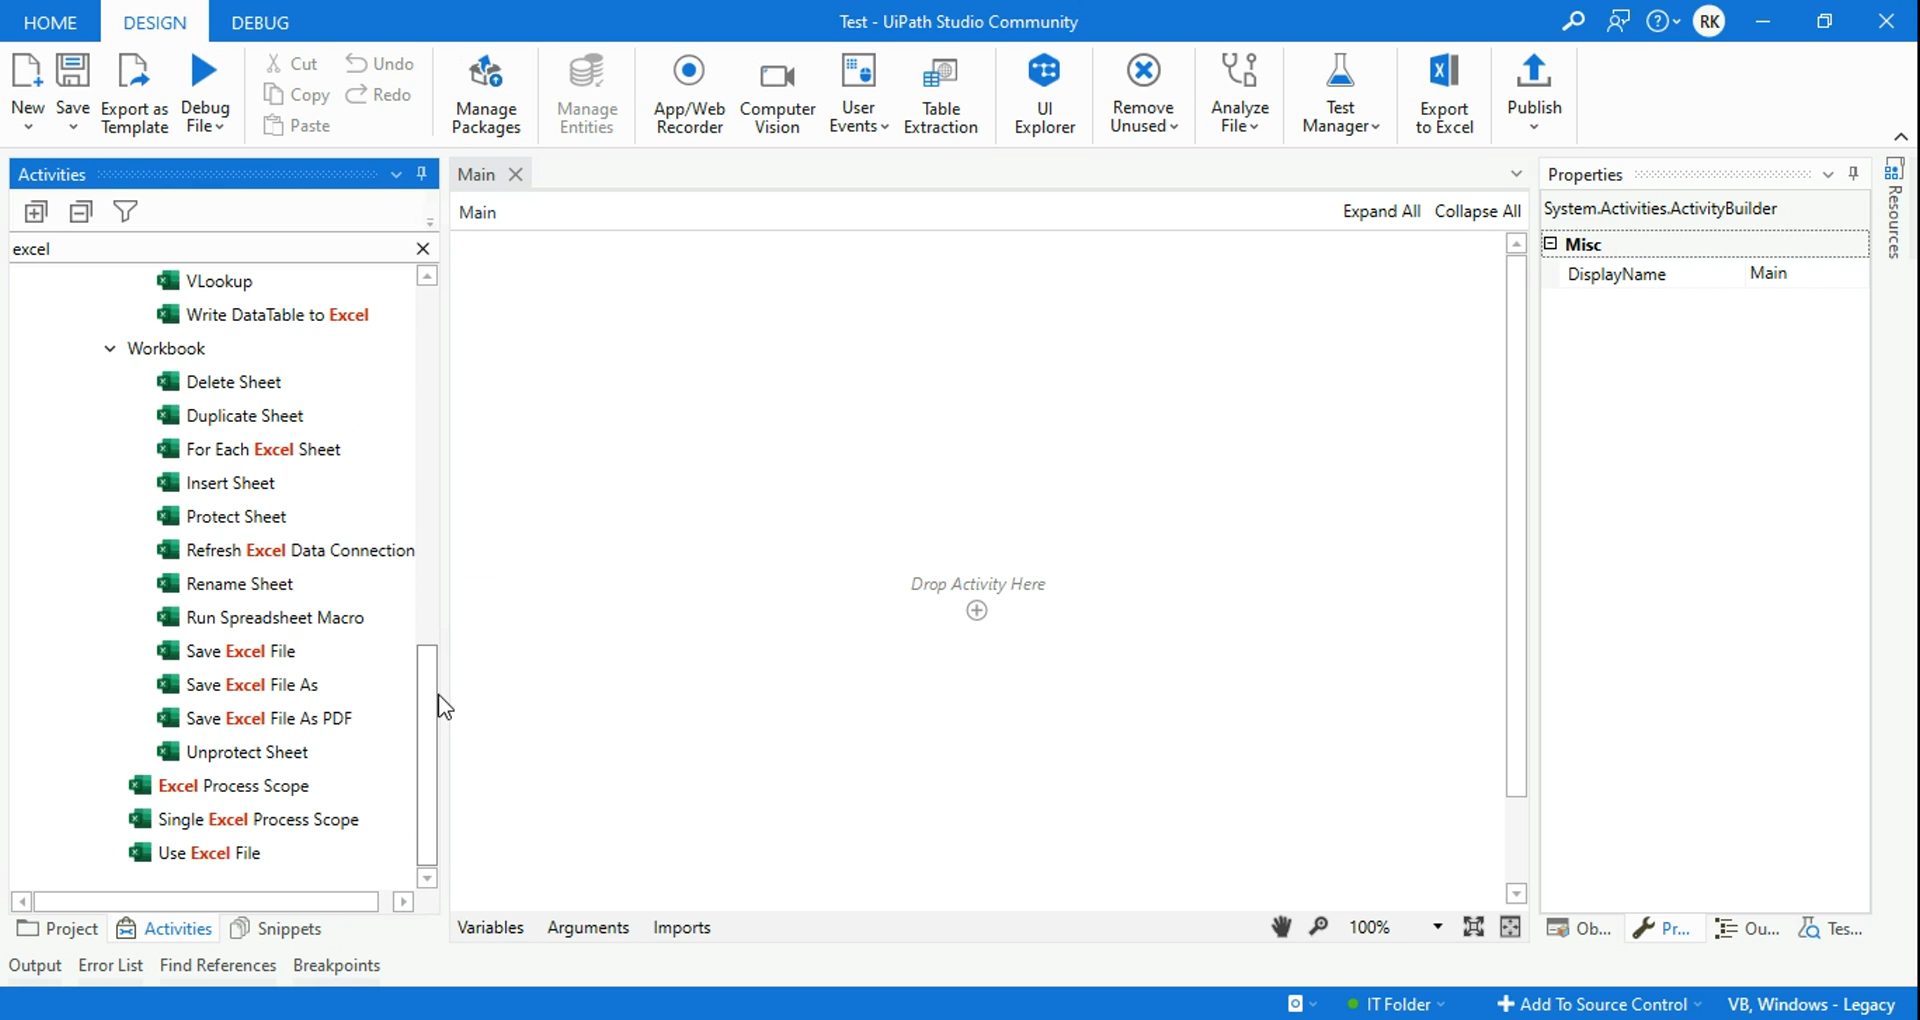 HOME DESIGN DEBUG Test - UiPath Studio Community RK
New Save Export as Template Debug File Cut Copy Paste Undo Redo Manage Packages Manage Entities App/Web Recorder Computer Vision User Events Table Extraction UI Explorer Remove Unused Analyze File Test Manager Export to Excel Publish
Activities
excel
VLookup
Write DataTable to Excel
Workbook
Delete Sheet
Duplicate Sheet
For Each Excel Sheet
Insert Sheet
Protect Sheet
Refresh Excel Data Connection
Rename Sheet
Run Spreadsheet Macro
Save Excel File
Save Excel File As
Save Excel File As PDF
Unprotect Sheet
Excel Process Scope
Single Excel Process Scope
Use Excel File
Project Activities Snippets
Main
Main Expand All Collapse All
Drop Activity Here
Variables Arguments Imports 100%
Properties
System.Activities.ActivityBuilder
Misc
DisplayName Main
Resources
Ob... Pr... Ou... Tes...
Output Error List Find References Breakpoints
IT Folder Add To Source Control VB, Windows - Legacy